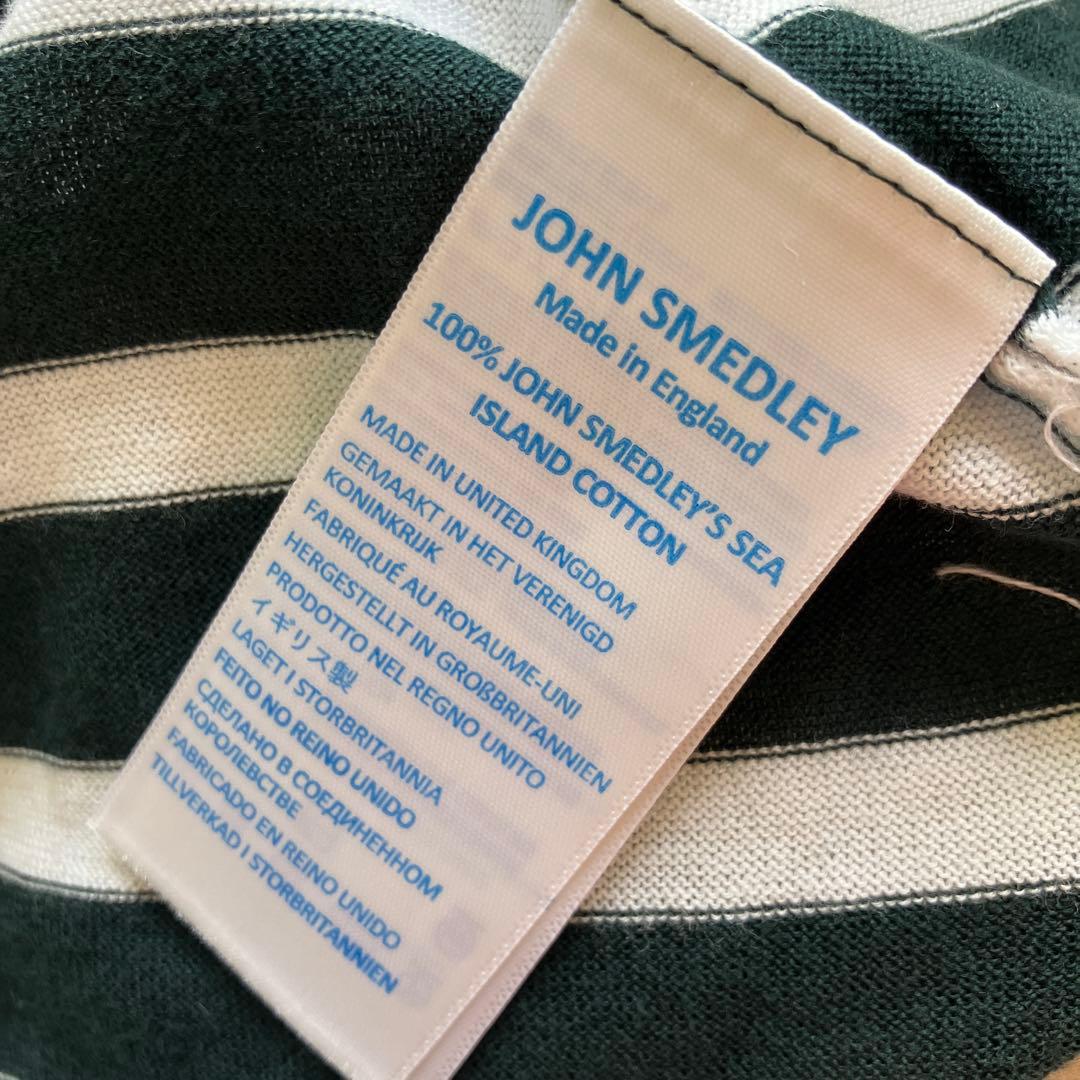 JOHN SMEDLEY
Made in England
100% JOHN SMEDLEY'S SEA
ISLAND COTTON
MADE IN UNITED KINGDOM
GEMAAKT IN HET VERENIGD
KONINKRIJK
FABRIQUÉ AU ROYAUME-UNI
HERGESTELLT IN GROßBRITANNIEN
PRODOTTO NEL REGNO UNITO
イギリス製
LAGET I STORBRITANNIA
FEITO NO REINO UNIDO
СДЕЛАНО В СОЕДИНЕННОМ
КОРОЛЕВСТВЕ
FABRICADO EN REINO UNIDO
TILLVERKAD I STORBRITANNIEN